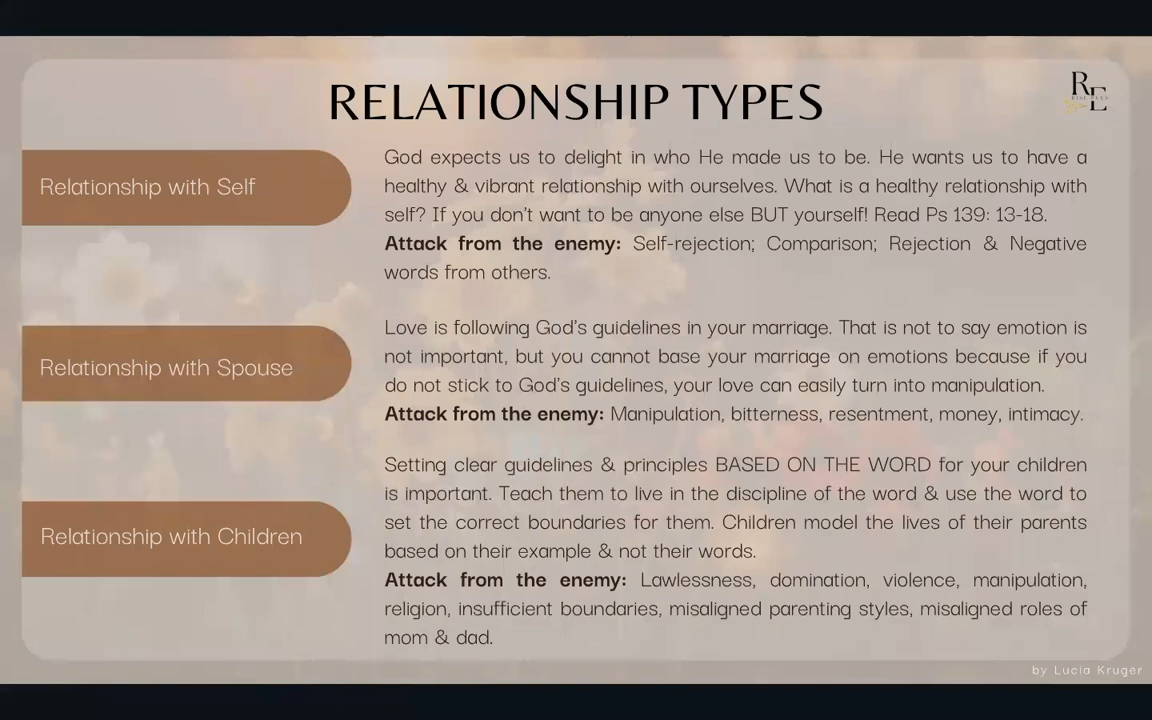 RELATIONSHIP TYPES
RE
Relationship with Self
God expects us to delight in who He made us to be. He wants us to have a
healthy & vibrant relationship with ourselves. What is a healthy relationship with
self? If you don't want to be anyone else BUT yourself! Read Ps 139: 13-18.
Attack from the enemy: Self-rejection; Comparison; Rejection & Negative
words from others.
Relationship with Spouse
Love is following God's guidelines in your marriage. That is not to say emotion is
not important, but you cannot base your marriage on emotions because if you
do not stick to God's guidelines, your love can easily turn into manipulation.
Attack from the enemy: Manipulation, bitterness, resentment, money, intimacy.
Relationship with Children
Setting clear guidelines & principles BASED ON THE WORD for your children
is important. Teach them to live in the discipline of the word & use the word to
set the correct boundaries for them. Children model the lives of their parents
based on their example & not their words.
Attack from the enemy: Lawlessness, domination, violence, manipulation,
religion, insufficient boundaries, misaligned parenting styles, misaligned roles of
mom & dad.
by Lucia Kruger